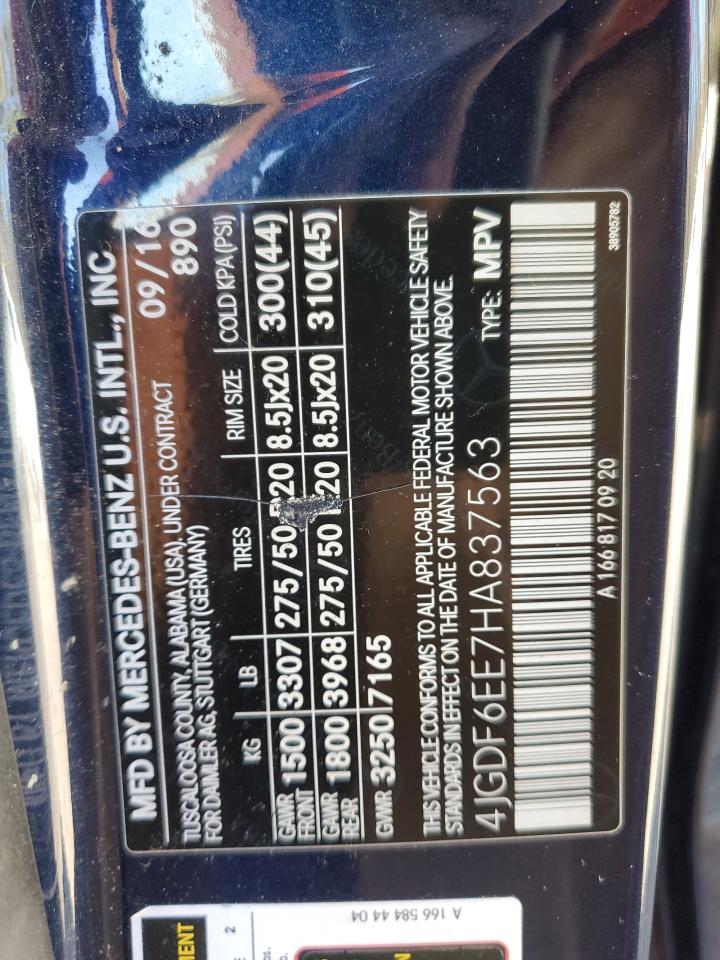 MFD BY MERCEDES-BENZ U.S. INTL., INC
TUSCALOOSA COUNTY, ALABAMA (USA), UNDER CONTRACT 09/16
FOR DAIMLER AG, STUTTGART (GERMANY) 890
KG LB TIRES RIM SIZE COLD KPA (PSI)
GAWR FRONT 1500 3307 275/50 R20 8.5Jx20 300(44)
GAWR REAR 1800 3968 275/50 20 8.5Jx20 310(45)
GVWR 3250 7165
THIS VEHICLE CONFORMS TO ALL APPLICABLE FEDERAL MOTOR VEHICLE SAFETY
STANDARDS IN EFFECT ON THE DATE OF MANUFACTURE SHOWN ABOVE.
4JGDF6EE7HA837563 TYPE: MPV
A 166 817 09 20 38905782
A 166 584 44 04
2